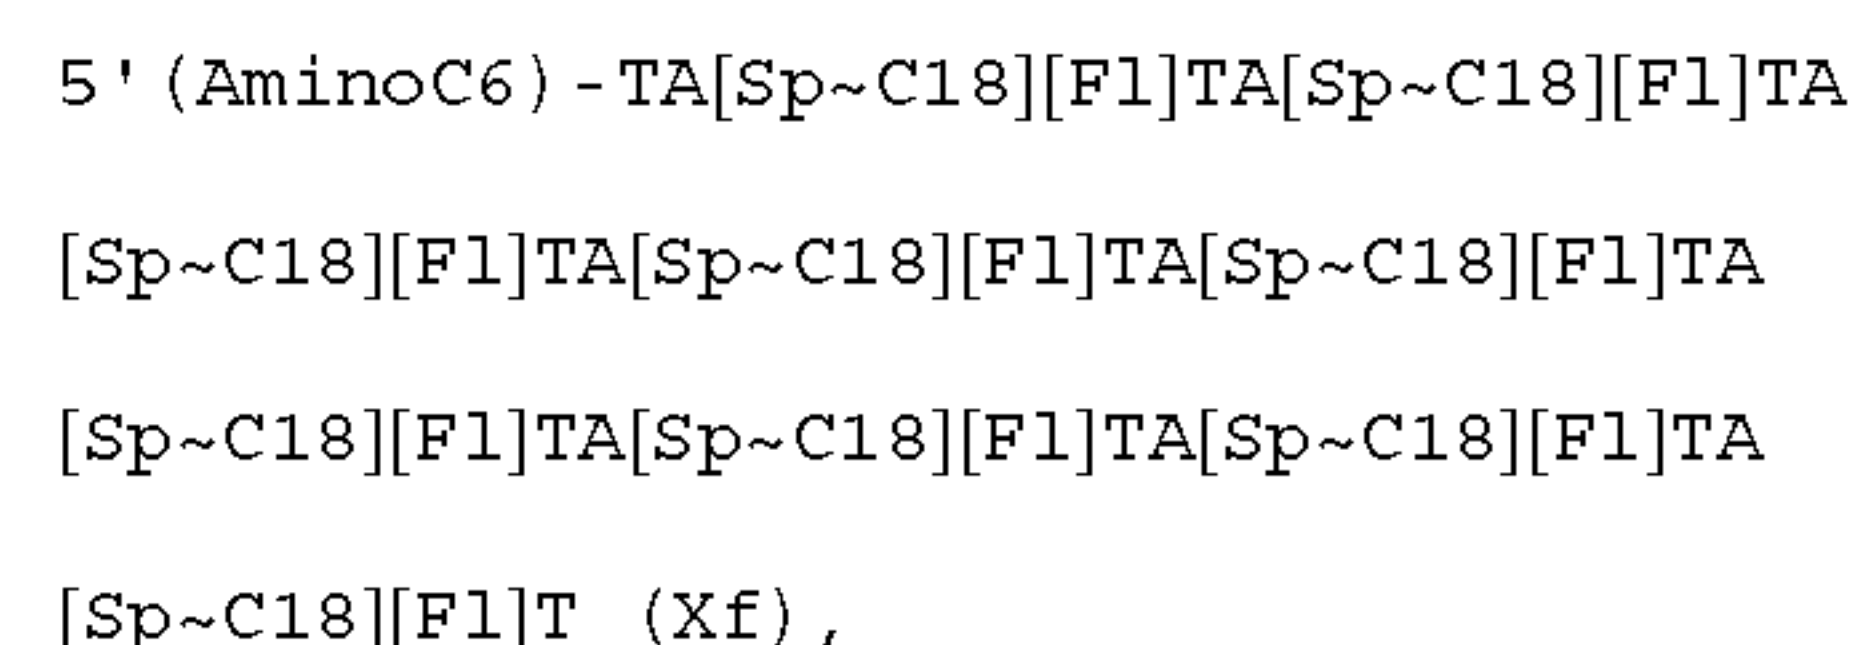 5'(AminoC6)-TA[Sp~C18][Fl]TA[Sp~C18][Fl]TA
[Sp~C18][Fl]TA[Sp~C18][Fl]TA[Sp~C18][Fl]TA
[Sp~C18][Fl]TA[Sp~C18][Fl]TA[Sp~C18][Fl]TA
[Sp~C18][Fl]T (Xf),